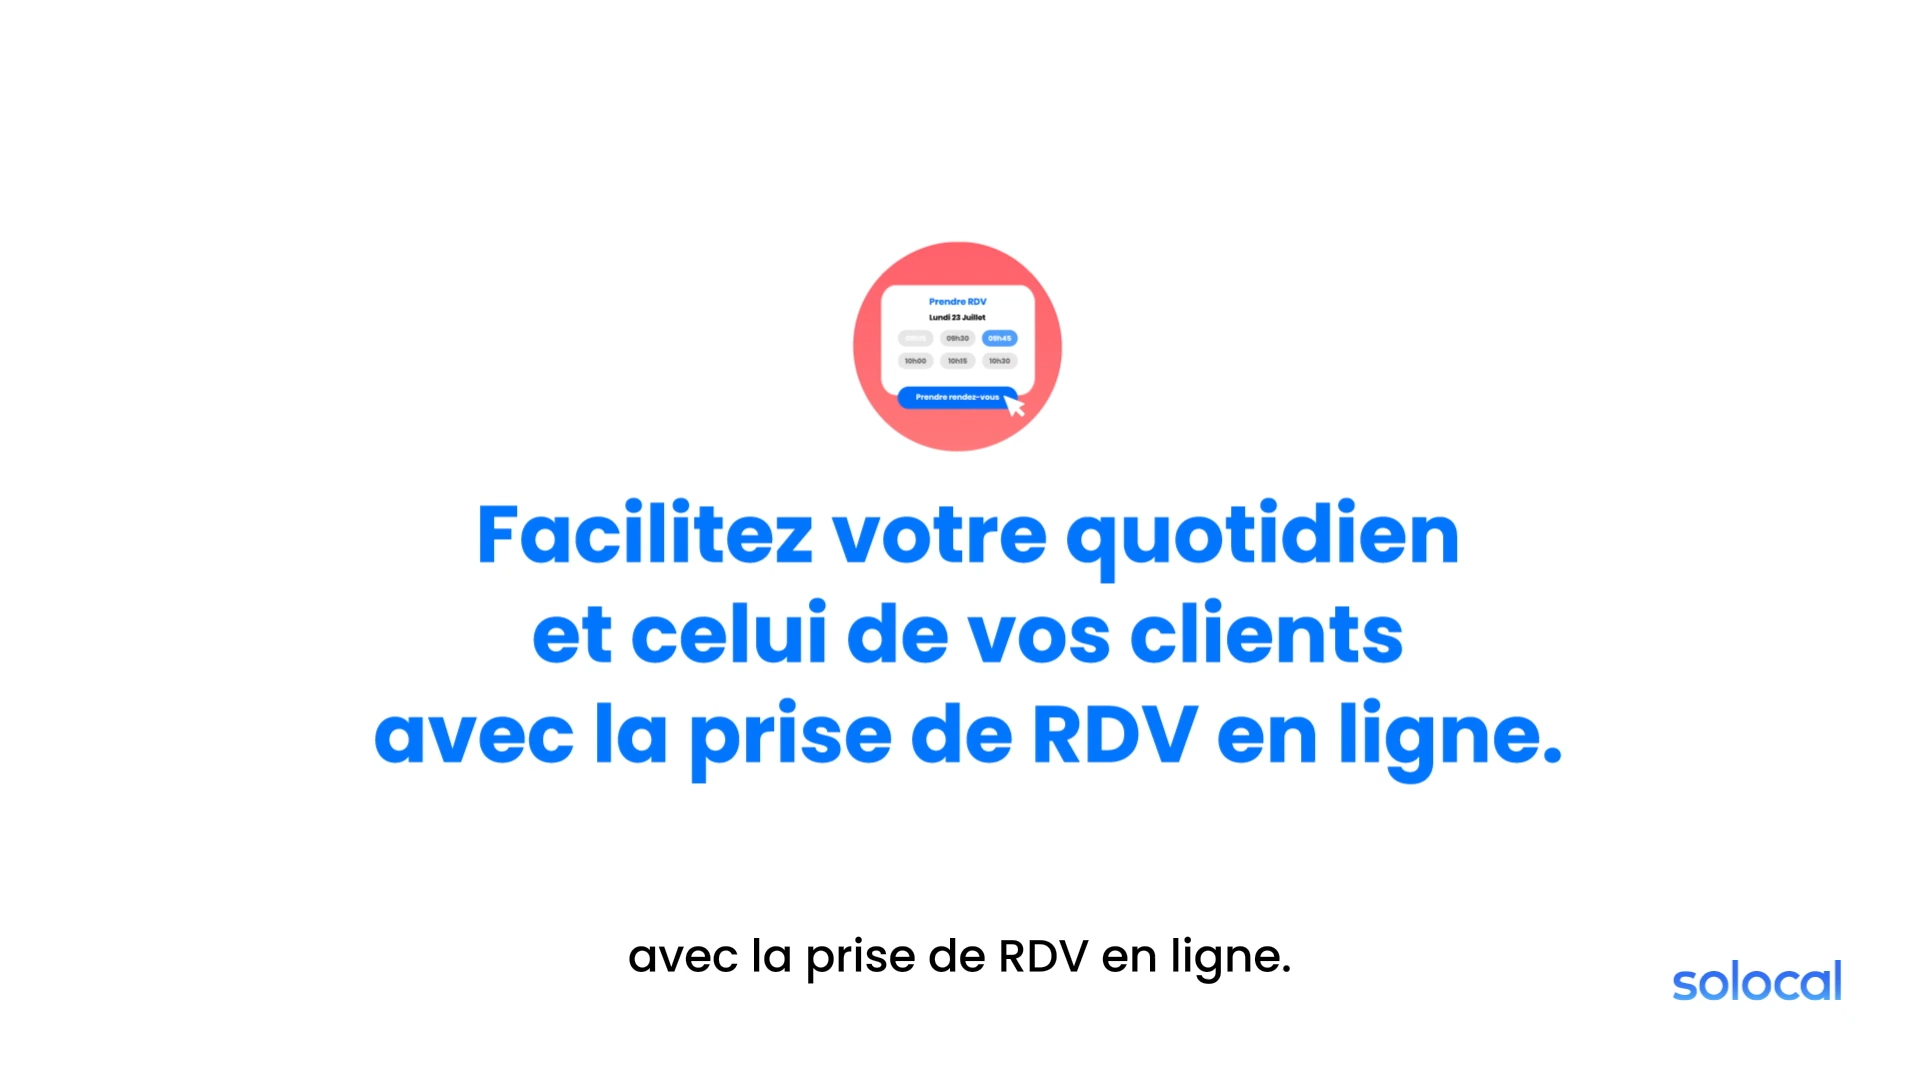 Prendre RDV
Lundi 23 Juillet
09h30 09h45
10h00 10h15 10h30
Prendre rendez-vous
Facilitez votre quotidien
et celui de vos clients
avec la prise de RDV en ligne.
avec la prise de RDV en ligne.
solocal